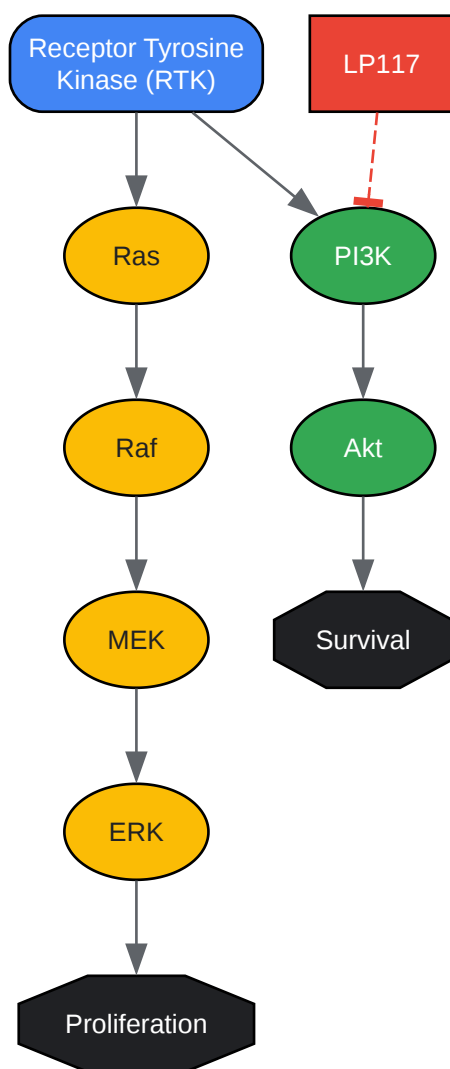 Receptor Tyrosine
Kinase (RTK)
LP117
Ras
PI3K
Raf
Akt
MEK
Survival
ERK
Proliferation